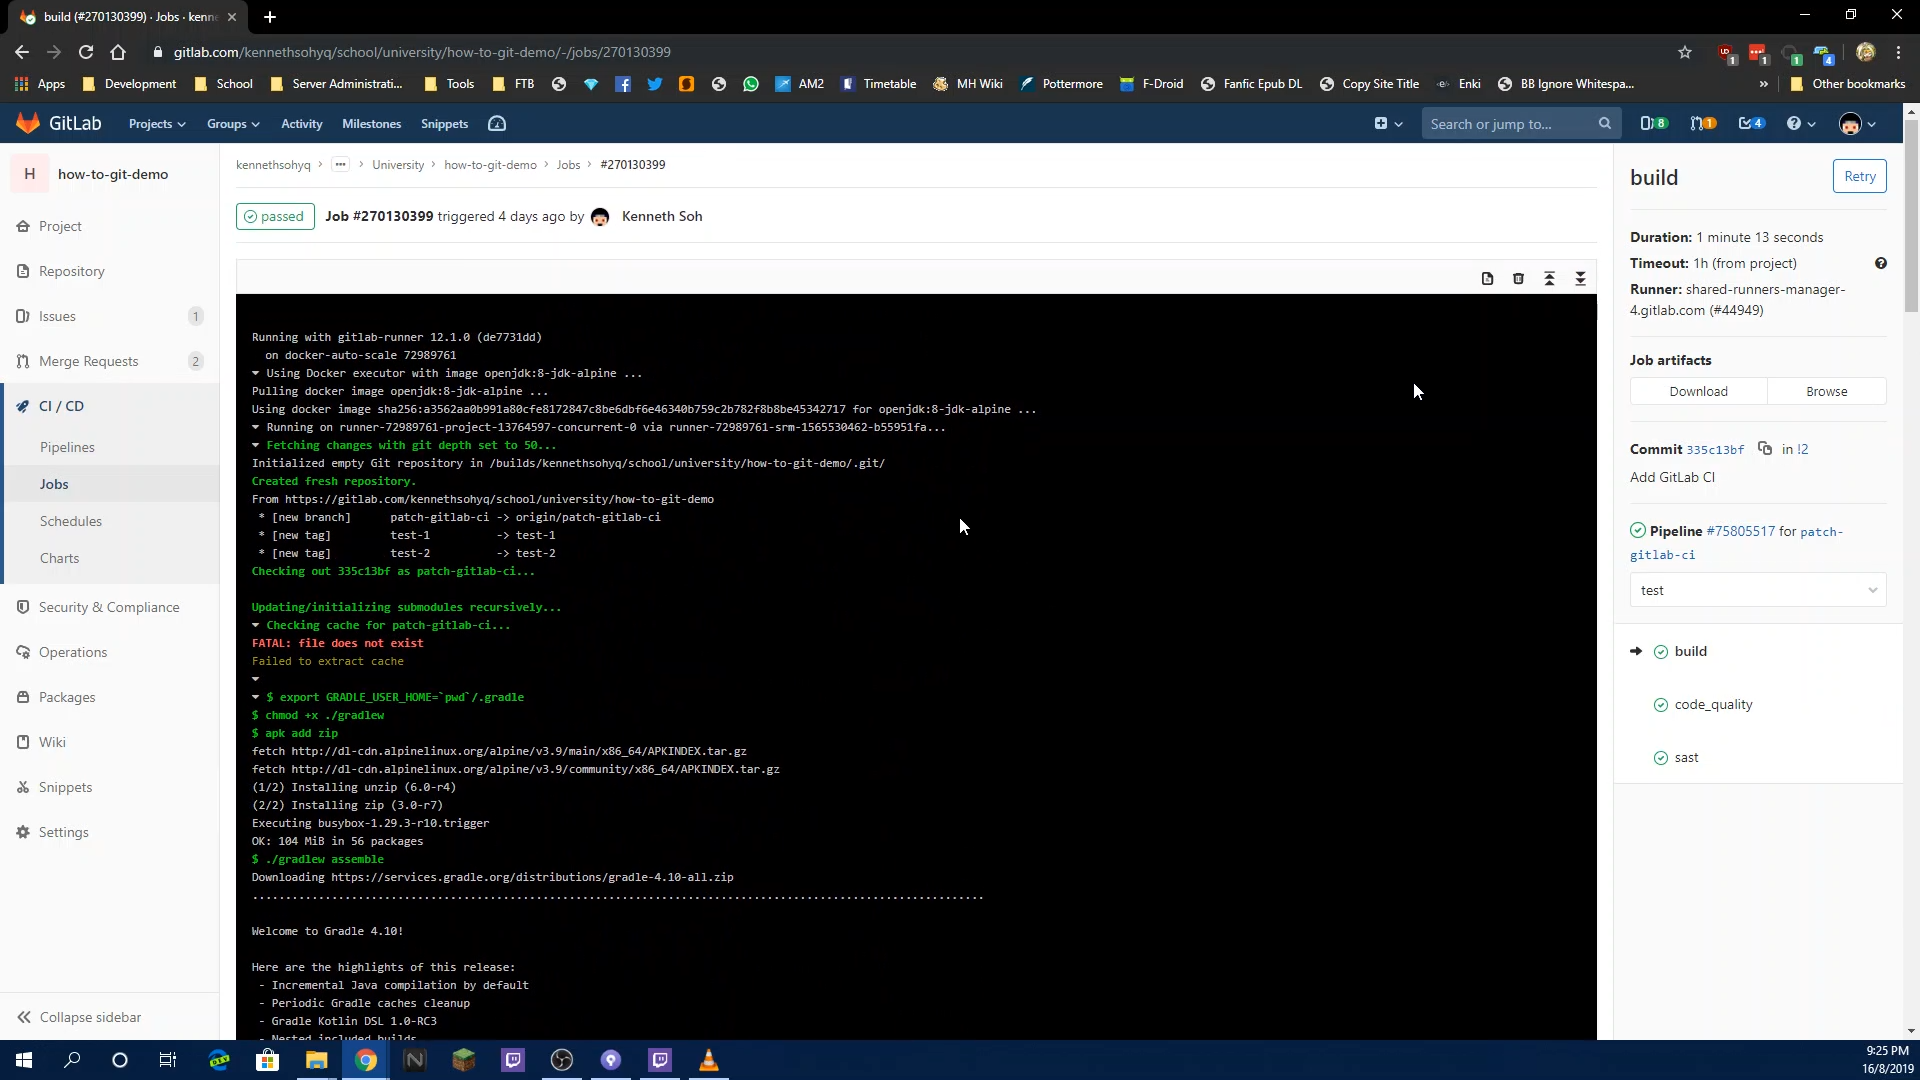 build (#270130399) · Jobs · kenne
gitlab.com/kennethsohyq/school/university/how-to-git-demo/-/jobs/270130399
Apps Development School Server Administrati... Tools FTB AM2 Timetable MH Wiki Pottermore F-Droid Fanfic Epub DL Copy Site Title Enki BB Ignore Whitespa... » Other bookmarks
GitLab Projects Groups Activity Milestones Snippets Search or jump to... 8 1 4
H how-to-git-demo
Project
Repository
Issues 1
Merge Requests 2
CI / CD
Pipelines
Jobs
Schedules
Charts
Security & Compliance
Operations
Packages
Wiki
Snippets
Settings
Collapse sidebar
kennethsohyq › ... › University › how-to-git-demo › Jobs › #270130399
passed Job #270130399 triggered 4 days ago by Kenneth Soh
Running with gitlab-runner 12.1.0 (de7731dd)
on docker-auto-scale 72989761
Using Docker executor with image openjdk:8-jdk-alpine ...
Pulling docker image openjdk:8-jdk-alpine ...
Using docker image sha256:a3562aa0b991a80cfe8172847c8be6dbf6e46340b759c2b782f8b8be45342717 for openjdk:8-jdk-alpine ...
Running on runner-72989761-project-13764597-concurrent-0 via runner-72989761-srm-1565530462-b55951fa...
Fetching changes with git depth set to 50...
Initialized empty Git repository in /builds/kennethsohyq/school/university/how-to-git-demo/.git/
Created fresh repository.
From https://gitlab.com/kennethsohyq/school/university/how-to-git-demo
* [new branch] patch-gitlab-ci -> origin/patch-gitlab-ci
* [new tag] test-1 -> test-1
* [new tag] test-2 -> test-2
Checking out 335c13bf as patch-gitlab-ci...
Updating/initializing submodules recursively...
Checking cache for patch-gitlab-ci...
FATAL: file does not exist
Failed to extract cache
$ export GRADLE_USER_HOME=`pwd`/.gradle
$ chmod +x ./gradlew
$ apk add zip
fetch http://dl-cdn.alpinelinux.org/alpine/v3.9/main/x86_64/APKINDEX.tar.gz
fetch http://dl-cdn.alpinelinux.org/alpine/v3.9/community/x86_64/APKINDEX.tar.gz
(1/2) Installing unzip (6.0-r4)
(2/2) Installing zip (3.0-r7)
Executing busybox-1.29.3-r10.trigger
OK: 104 MiB in 56 packages
$ ./gradlew assemble
Downloading https://services.gradle.org/distributions/gradle-4.10-all.zip
...............................................................................................................
Welcome to Gradle 4.10!
Here are the highlights of this release:
- Incremental Java compilation by default
- Periodic Gradle caches cleanup
- Gradle Kotlin DSL 1.0-RC3
- Nested included builds
build Retry
Duration: 1 minute 13 seconds
Timeout: 1h (from project)
Runner: shared-runners-manager-
4.gitlab.com (#44949)
Job artifacts
Download Browse
Commit 335c13bf in !2
Add GitLab CI
Pipeline #75805517 for patch-
gitlab-ci
test
build
code_quality
sast
9:25 PM
16/8/2019